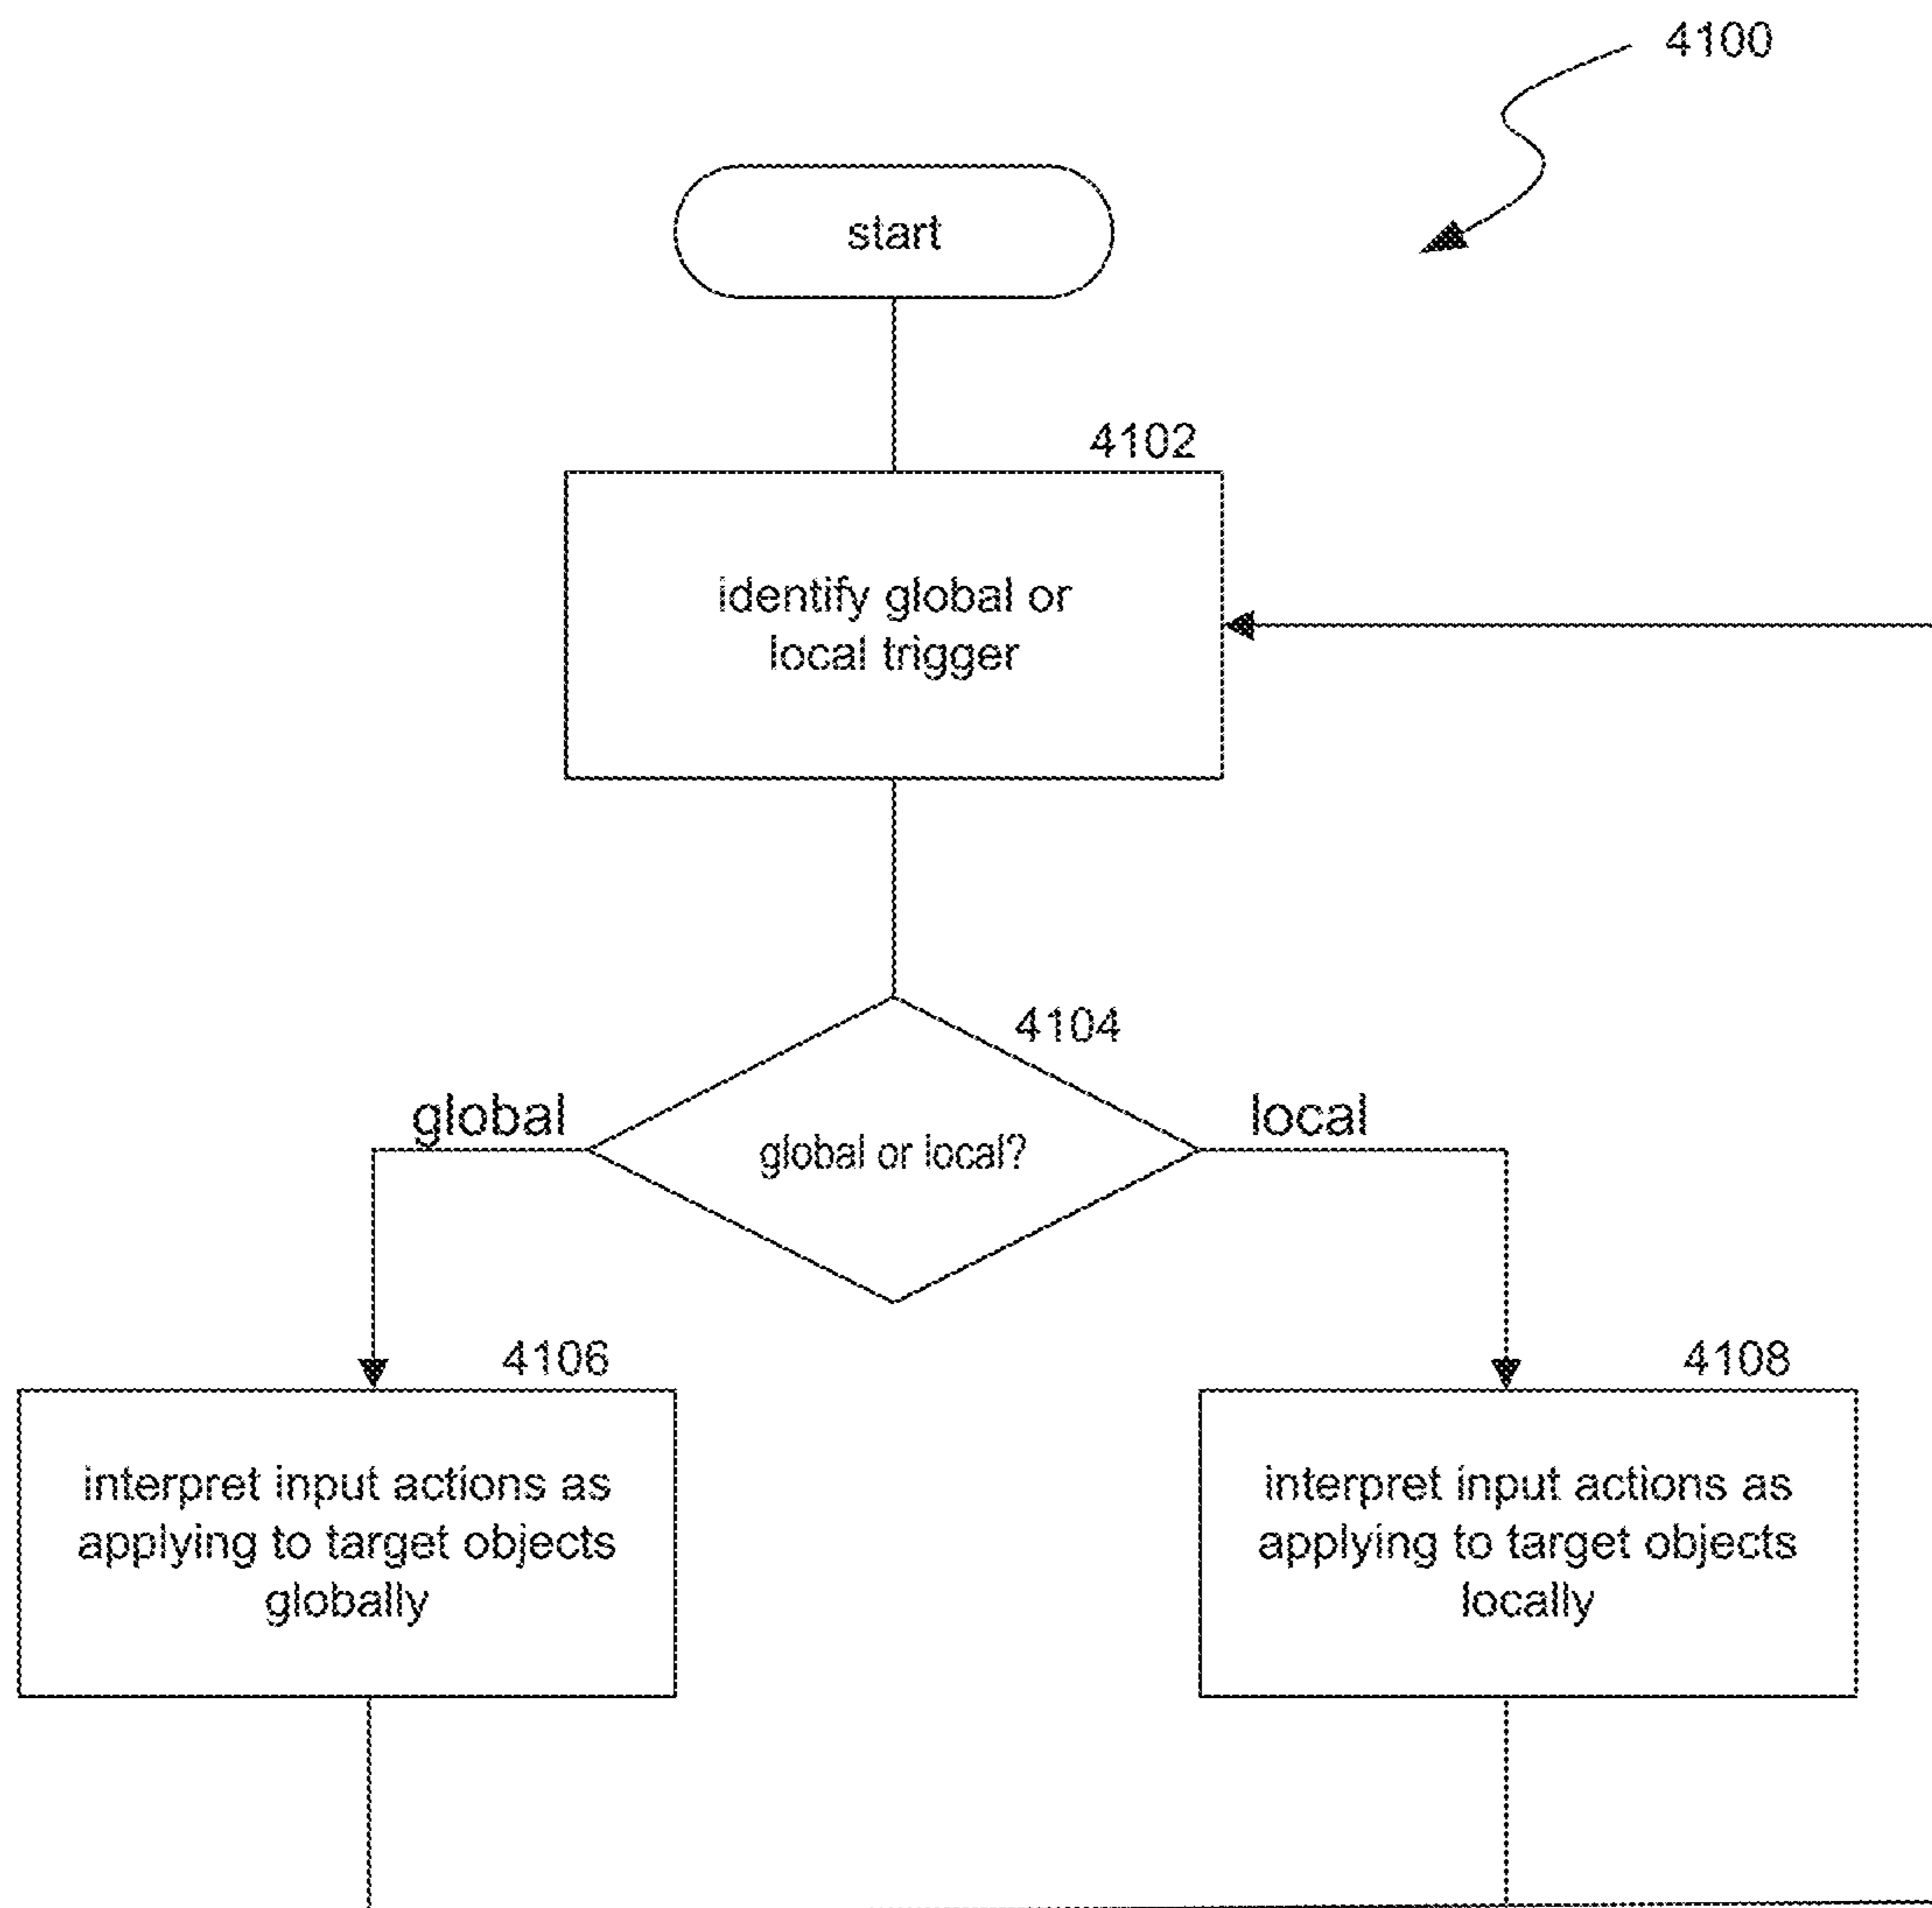 4100
start
4102
identify global or
local trigger
4104
global
global or local?
local
4106
4108
interpret input actions as
applying to target objects
globally
interpret input actions as
applying to target objects
locally